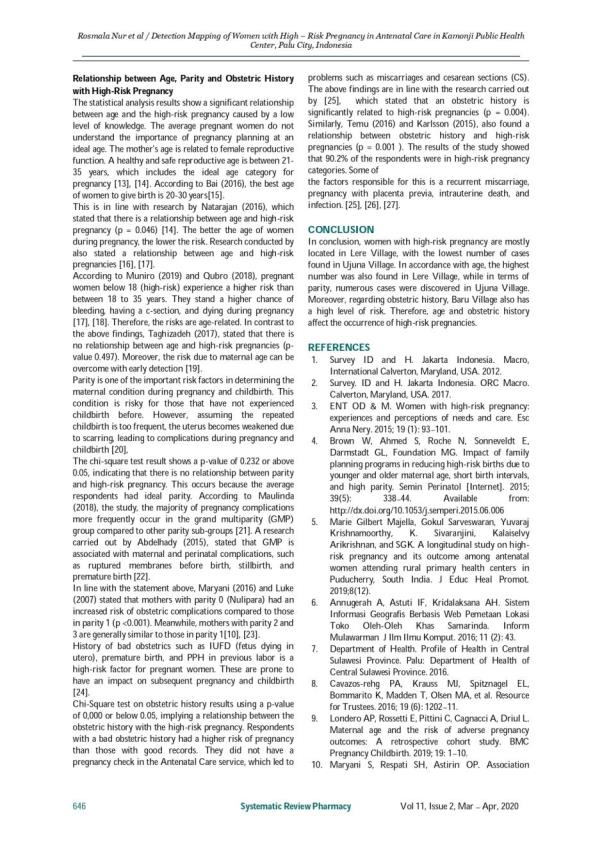 Rosmala Nur et al / Detection Mapping of Women with High – Risk Pregnancy in Antenatal Care in Kamonji Public Health
Center, Palu City, Indonesia
Relationship between Age, Parity and Obstetric History
with High-Risk Pregnancy
The statistical analysis results show a significant relationship
between age and the high-risk pregnancy caused by a low
level of knowledge. The average pregnant women do not
understand the importance of pregnancy planning at an
ideal age. The mother's age is related to female reproductive
function. A healthy and safe reproductive age is between 21-
35 years, which includes the ideal age category for
pregnancy [13], [14]. According to Bai (2016), the best age
of women to give birth is 20-30 years[15].
This is in line with research by Natarajan (2016), which
stated that there is a relationship between age and high-risk
pregnancy (p = 0.046) [14]. The better the age of women
during pregnancy, the lower the risk. Research conducted by
also stated a relationship between age and high-risk
pregnancies [16], [17].
According to Muniro (2019) and Qubro (2018), pregnant
women below 18 (high-risk) experience a higher risk than
between 18 to 35 years. They stand a higher chance of
bleeding, having a c-section, and dying during pregnancy
[17], [18]. Therefore, the risks are age-related. In contrast to
the above findings, Taghizadeh (2017), stated that there is
no relationship between age and high-risk pregnancies (p-
value 0.497). Moreover, the risk due to maternal age can be
overcome with early detection [19].
Parity is one of the important risk factors in determining the
maternal condition during pregnancy and childbirth. This
condition is risky for those that have not experienced
childbirth before. However, assuming the repeated
childbirth is too frequent, the uterus becomes weakened due
to scarring, leading to complications during pregnancy and
childbirth [20],
The chi-square test result shows a p-value of 0.232 or above
0.05, indicating that there is no relationship between parity
and high-risk pregnancy. This occurs because the average
respondents had ideal parity. According to Maulinda
(2018), the study, the majority of pregnancy complications
more frequently occur in the grand multiparity (GMP)
group compared to other parity sub-groups [21]. A research
carried out by Abdelhady (2015), stated that GMP is
associated with maternal and perinatal complications, such
as ruptured membranes before birth, stillbirth, and
premature birth [22].
In line with the statement above, Maryani (2016) and Luke
(2007) stated that mothers with parity 0 (Nulipara) had an
increased risk of obstetric complications compared to those
in parity 1 (p <0.001). Meanwhile, mothers with parity 2 and
3 are generally similar to those in parity 1[10], [23].
History of bad obstetrics such as IUFD (fetus dying in
utero), premature birth, and PPH in previous labor is a
high-risk factor for pregnant women. These are prone to
have an impact on subsequent pregnancy and childbirth
[24].
Chi-Square test on obstetric history results using a p-value
of 0,000 or below 0.05, implying a relationship between the
obstetric history with the high-risk pregnancy. Respondents
with a bad obstetric history had a higher risk of pregnancy
than those with good records. They did not have a
pregnancy check in the Antenatal Care service, which led to
problems such as miscarriages and cesarean sections (CS).
The above findings are in line with the research carried out
by [25], which stated that an obstetric history is
significantly related to high-risk pregnancies (p = 0.004).
Similarly, Temu (2016) and Karlsson (2015), also found a
relationship between obstetric history and high-risk
pregnancies (p = 0.001 ). The results of the study showed
that 90.2% of the respondents were in high-risk pregnancy
categories. Some of
the factors responsible for this is a recurrent miscarriage,
pregnancy with placenta previa, intrauterine death, and
infection. [25], [26], [27].
CONCLUSION
In conclusion, women with high-risk pregnancy are mostly
located in Lere Village, with the lowest number of cases
found in Ujuna Village. In accordance with age, the highest
number was also found in Lere Village, while in terms of
parity, numerous cases were discovered in Ujuna Village.
Moreover, regarding obstetric history, Baru Village also has
a high level of risk. Therefore, age and obstetric history
affect the occurrence of high-risk pregnancies.
REFERENCES
1. Survey ID and H. Jakarta Indonesia. Macro,
International Calverton, Maryland, USA. 2012.
2. Survey. ID and H. Jakarta Indonesia. ORC Macro.
Calverton, Maryland, USA. 2017.
3. ENT OD & M. Women with high-risk pregnancy:
experiences and perceptions of needs and care. Esc
Anna Nery. 2015; 19 (1): 93–101.
4. Brown W, Ahmed S, Roche N, Sonneveldt E,
Darmstadt GL, Foundation MG. Impact of family
planning programs in reducing high-risk births due to
younger and older maternal age, short birth intervals,
and high parity. Semin Perinatol [Internet]. 2015;
39(5): 338–44. Available from:
http://dx.doi.org/10.1053/j.semperi.2015.06.006
5. Marie Gilbert Majella, Gokul Sarveswaran, Yuvaraj
Krishnamoorthy, K. Sivaranjini, Kalaiselvy
Arikrishnan, and SGK. A longitudinal study on high-
risk pregnancy and its outcome among antenatal
women attending rural primary health centers in
Puducherry, South India. J Educ Heal Promot.
2019;8(12).
6. Annugerah A, Astuti IF, Kridalaksana AH. Sistem
Informasi Geografis Berbasis Web Pemetaan Lokasi
Toko Oleh-Oleh Khas Samarinda. Inform
Mulawarman J Ilm Ilmu Komput. 2016; 11 (2): 43.
7. Department of Health. Profile of Health in Central
Sulawesi Province. Palu: Department of Health of
Central Sulawesi Province. 2016.
8. Cavazos-rehg PA, Krauss MJ, Spitznagel EL,
Bommarito K, Madden T, Olsen MA, et al. Resource
for Trustees. 2016; 19 (6): 1202–11.
9. Londero AP, Rossetti E, Pittini C, Cagnacci A, Driul L.
Maternal age and the risk of adverse pregnancy
outcomes: A retrospective cohort study. BMC
Pregnancy Childbirth. 2019; 19: 1–10.
10. Maryani S, Respati SH, Astirin OP. Association
646 Systematic Review Pharmacy Vol 11, Issue 2, Mar – Apr, 2020